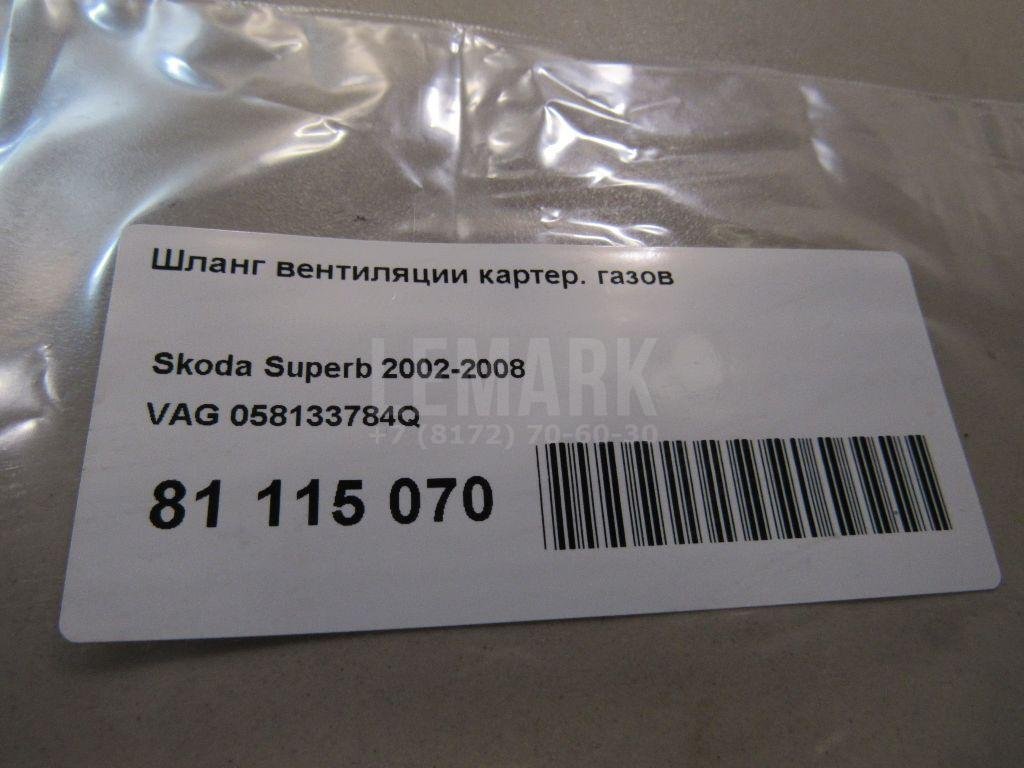 Шланг вентиляции картер. газов
Skoda Superb 2002-2008
LEMARK
VAG 058133784Q
+7 (8172) 70-60-30
81 115 070